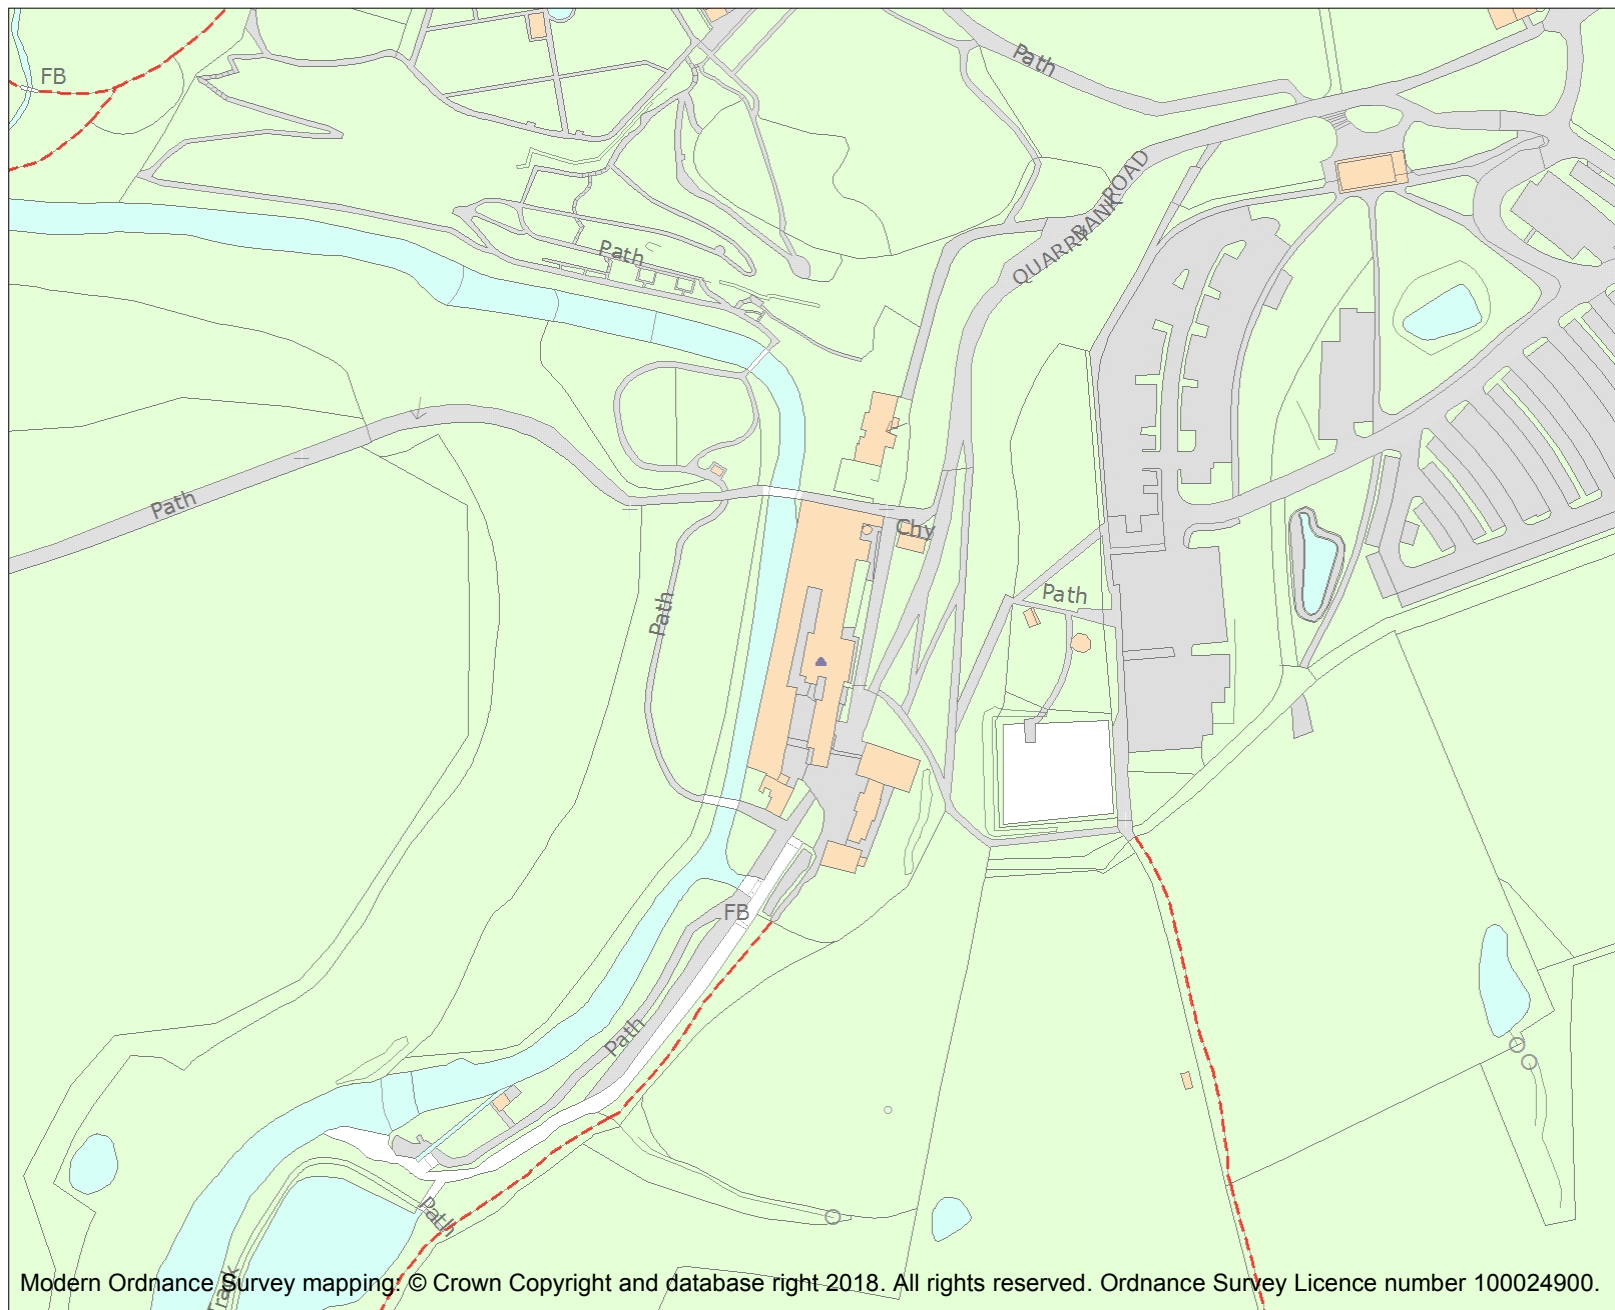 FB
Path
QUARRY BANK ROAD
Path
Path
Chy
Path
Path
FB
Path
Path
Track
Modern Ordnance Survey mapping: © Crown Copyright and database right 2018. All rights reserved. Ordnance Survey Licence number 100024900.